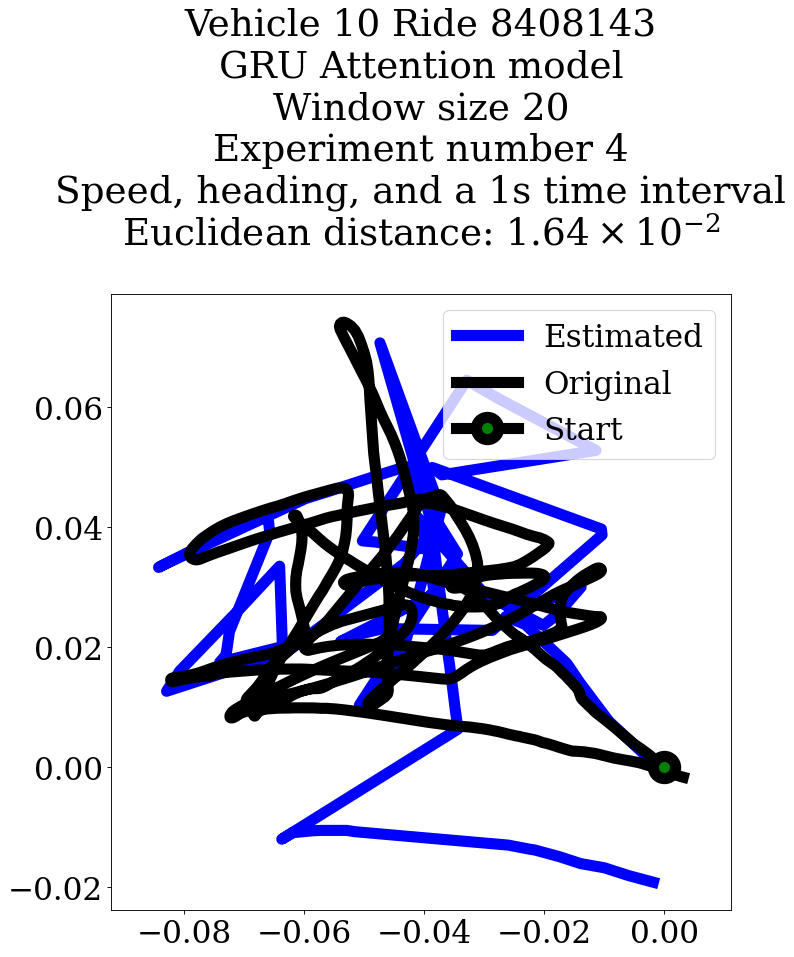 Vehicle 10 Ride 8408143
GRU Attention model
Window size 20
Experiment number 4
Speed, heading, and a 1s time interval
Euclidean distance: 1.64 × 10⁻²
Estimated
Original
Start
0.06
0.04
0.02
0.00
−0.02
−0.08 −0.06 −0.04 −0.02 0.00